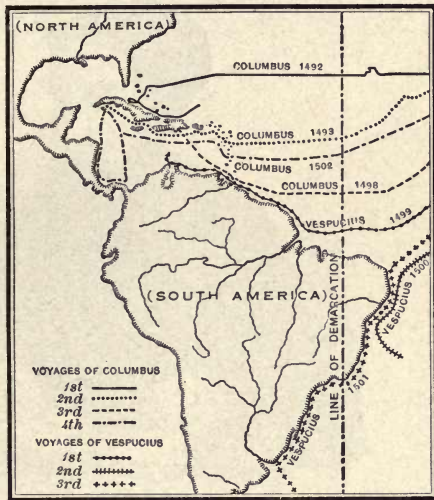 (NORTH AMERICA)
COLUMBUS 1492
COLUMBUS 1493
COLUMBUS 1502
COLUMBUS 1498
VESPUCIUS 1499
VESPUCIUS 1500
(SOUTH AMERICA)
LINE OF DEMARCATION
VESPUCIUS 1501
VOYAGES OF COLUMBUS
1st
2nd
3rd
4th
VOYAGES OF VESPUCIUS
1st
2nd
3rd